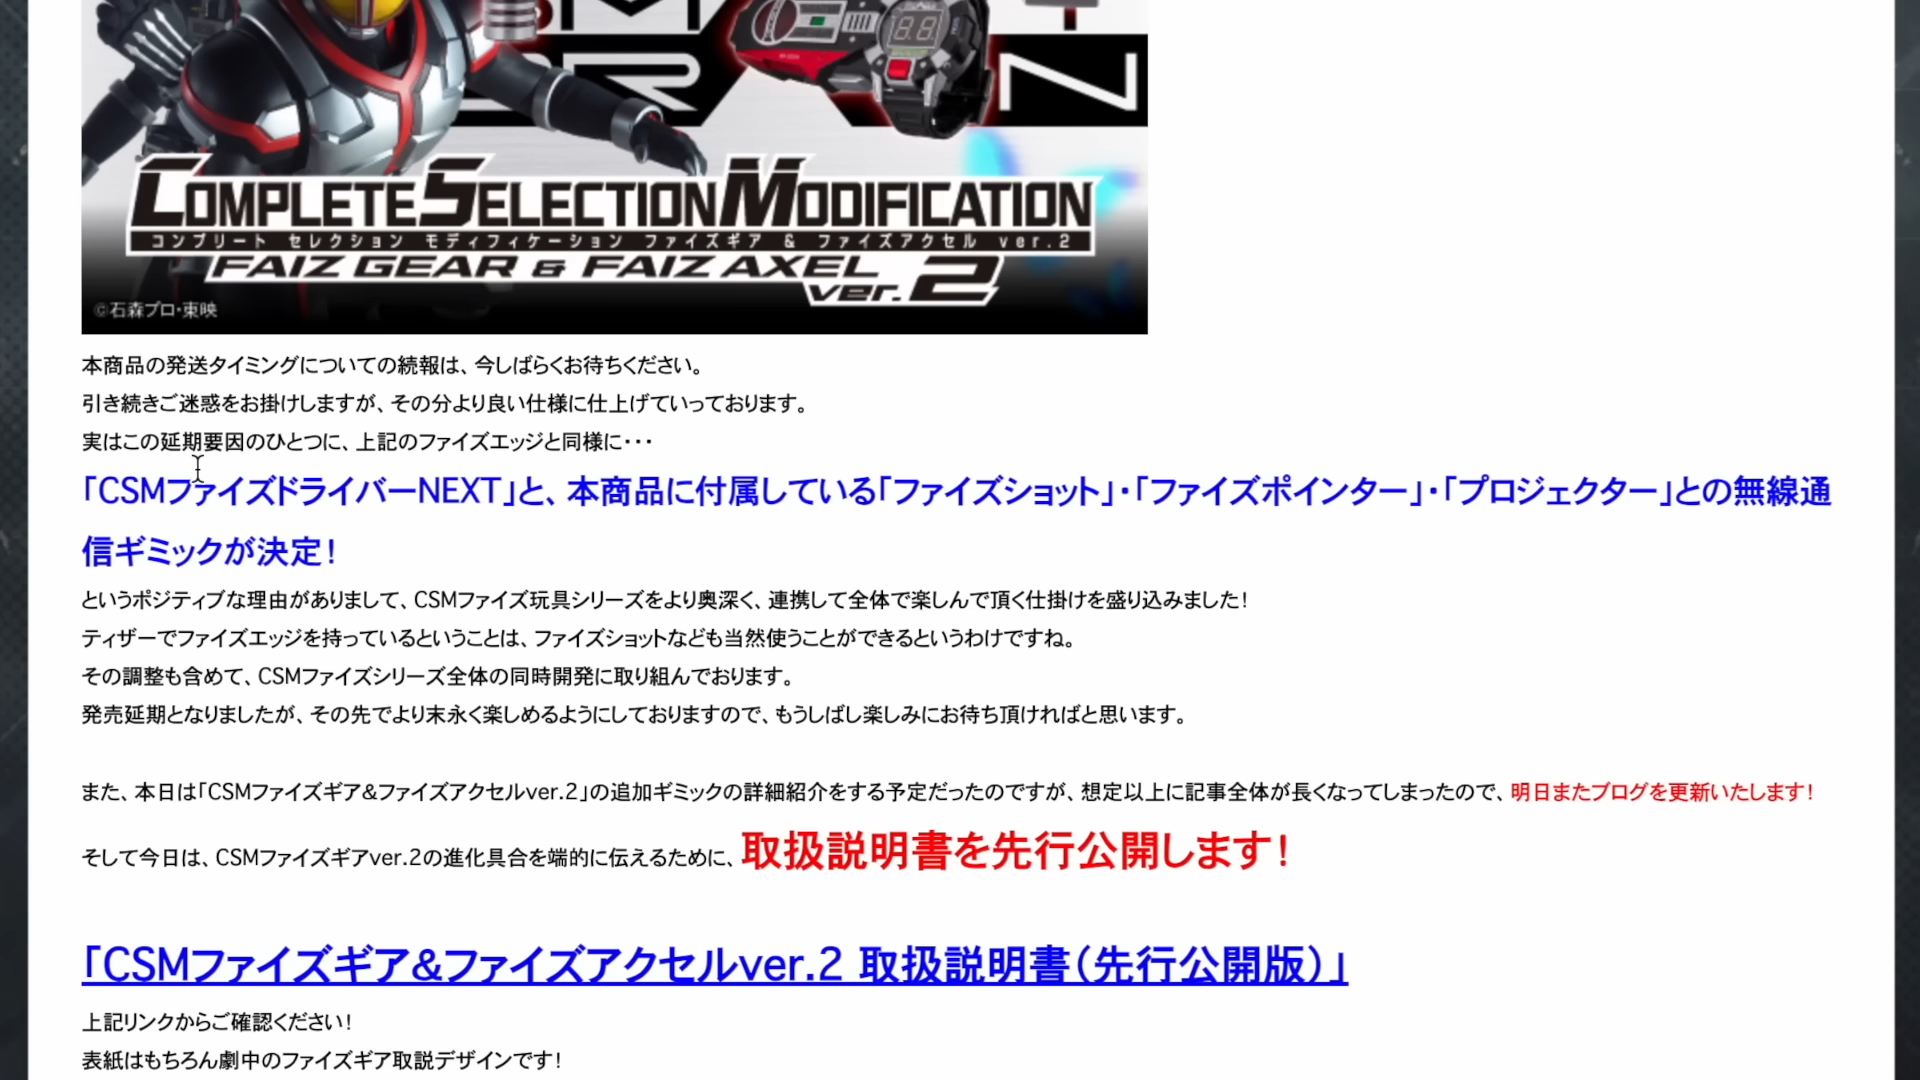 COMPLETE SELECTION MODIFICATION
コンプリート セレクション モディフィケーション ファイズギア & ファイズアクセル ver.2
FAIZ GEAR & FAIZ AXEL
ver.2
©石森プロ・東映
本商品の発送タイミングについての続報は、今しばらくお待ちください。
引き続きご迷惑をお掛けしますが、その分より良い仕様に仕上げていっております。
実はこの延期要因のひとつに、上記のファイズエッジと同様に・・・
「CSMファイズドライバーNEXT」と、本商品に付属している「ファイズショット」・「ファイズポインター」・「プロジェクター」との無線通
信ギミックが決定！
というポジティブな理由がありまして、CSMファイズ玩具シリーズをより奥深く、連携して全体で楽しんで頂く仕掛けを盛り込みました！
ティザーでファイズエッジを持っているということは、ファイズショットなども当然使うことができるというわけですね。
その調整も含めて、CSMファイズシリーズ全体の同時開発に取り組んでおります。
発売延期となりましたが、その先でより末永く楽しめるようにしておりますので、もうしばし楽しみにお待ち頂ければと思います。
また、本日は「CSMファイズギア&ファイズアクセルver.2」の追加ギミックの詳細紹介をする予定だったのですが、想定以上に記事全体が長くなってしまったので、明日またブログを更新いたします！
そして今日は、CSMファイズギアver.2の進化具合を端的に伝えるために、取扱説明書を先行公開します！
「CSMファイズギア&ファイズアクセルver.2 取扱説明書（先行公開版）」
上記リンクからご確認ください！
表紙はもちろん劇中のファイズギア取説デザインです！